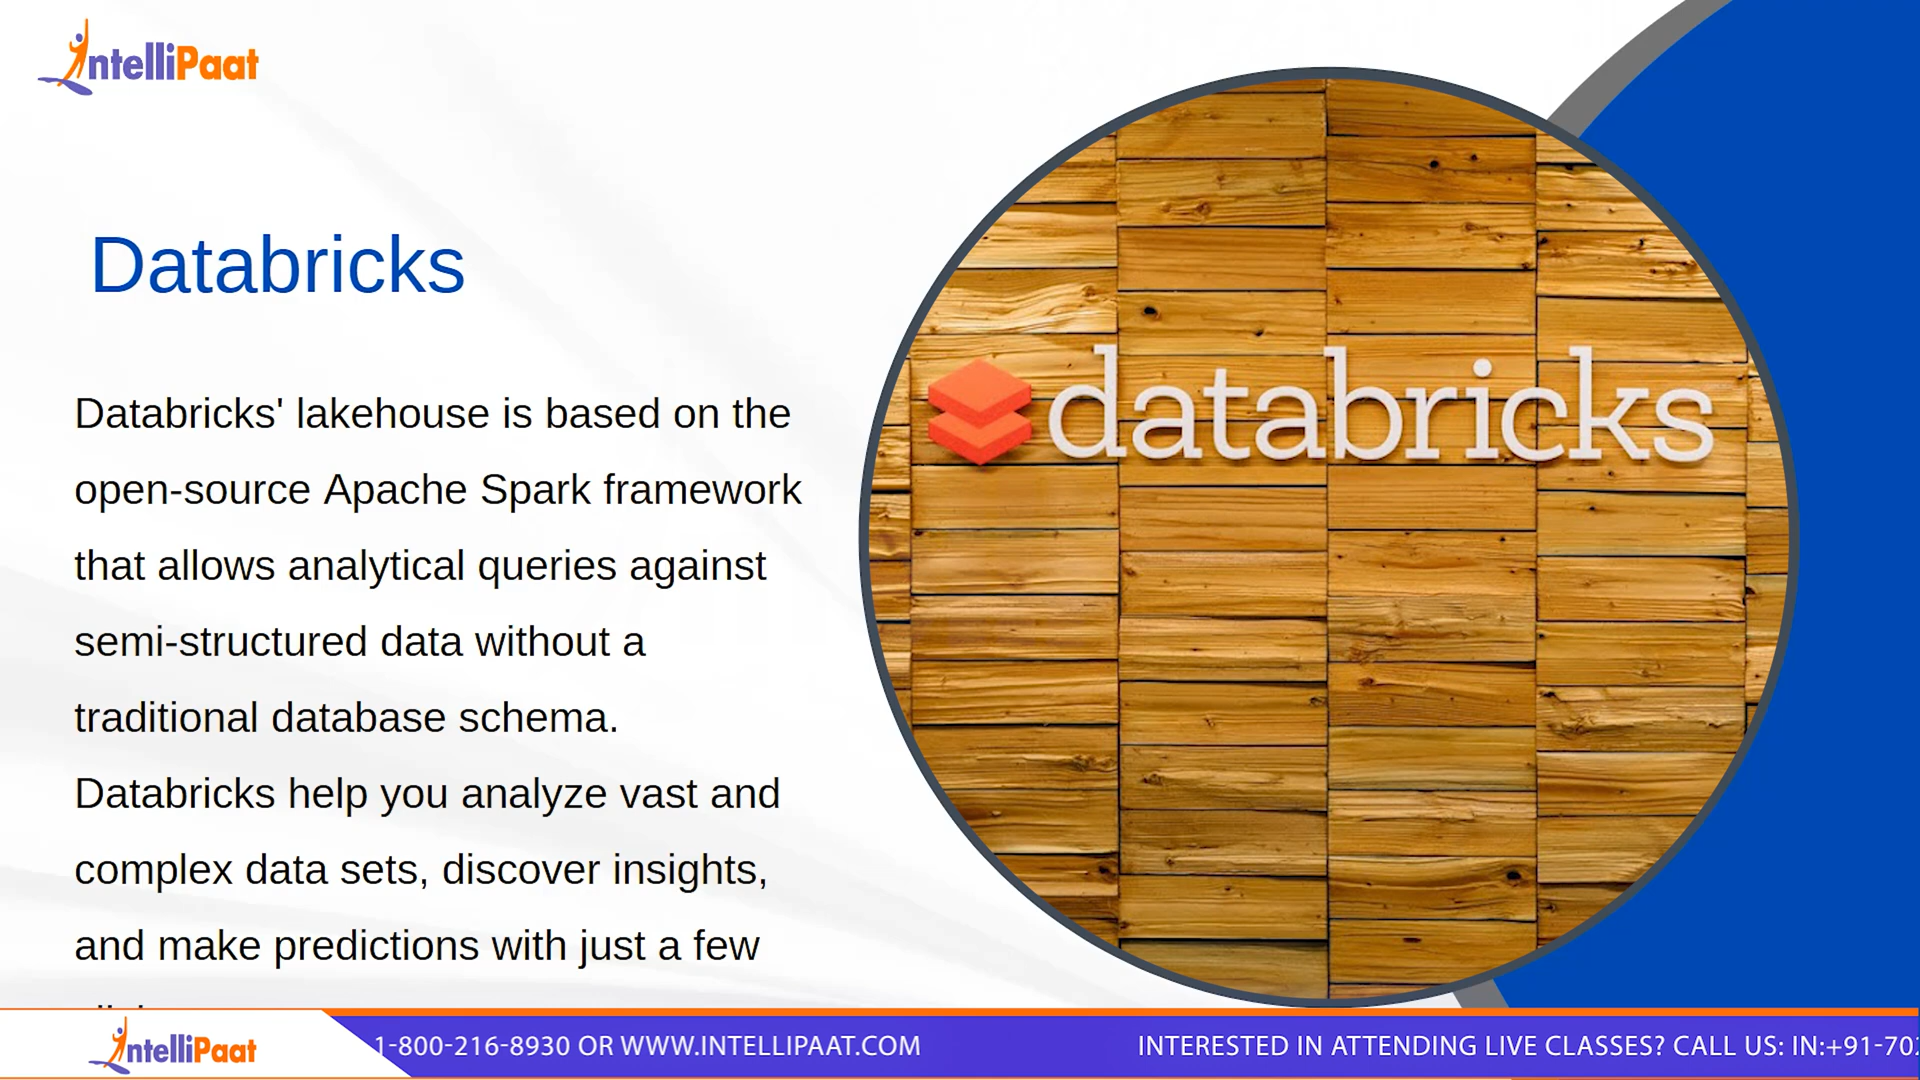 IntelliPaat
Databricks
Databricks' lakehouse is based on the
open-source Apache Spark framework
that allows analytical queries against
semi-structured data without a
traditional database schema.
Databricks help you analyze vast and
complex data sets, discover insights,
and make predictions with just a few
databricks
IntelliPaat
1-800-216-8930 OR WWW.INTELLIPAAT.COM
INTERESTED IN ATTENDING LIVE CLASSES? CALL US: IN:+91-70